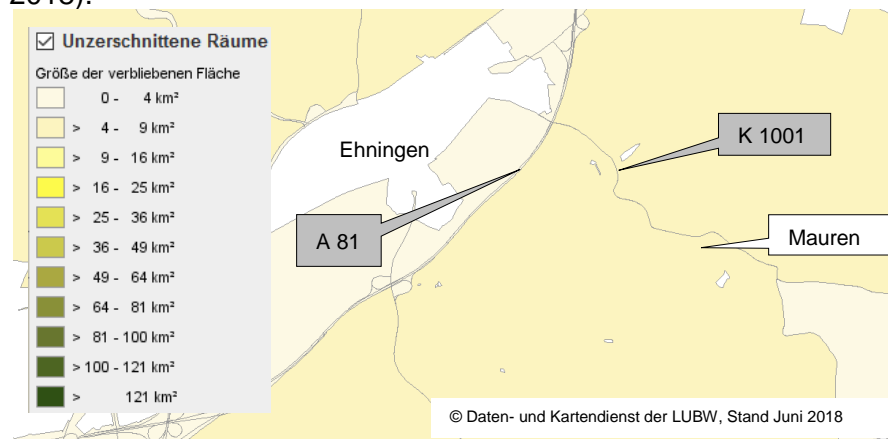 2018).
Unzerschnittene Räume
Größe der verbliebenen Fläche
0 - 4 km²
> 4 - 9 km²
> 9 - 16 km²
> 16 - 25 km²
> 25 - 36 km²
> 36 - 49 km²
> 49 - 64 km²
> 64 - 81 km²
> 81 - 100 km²
> 100 - 121 km²
> 121 km²
Ehningen
K 1001
A 81
Mauren
© Daten- und Kartendienst der LUBW, Stand Juni 2018